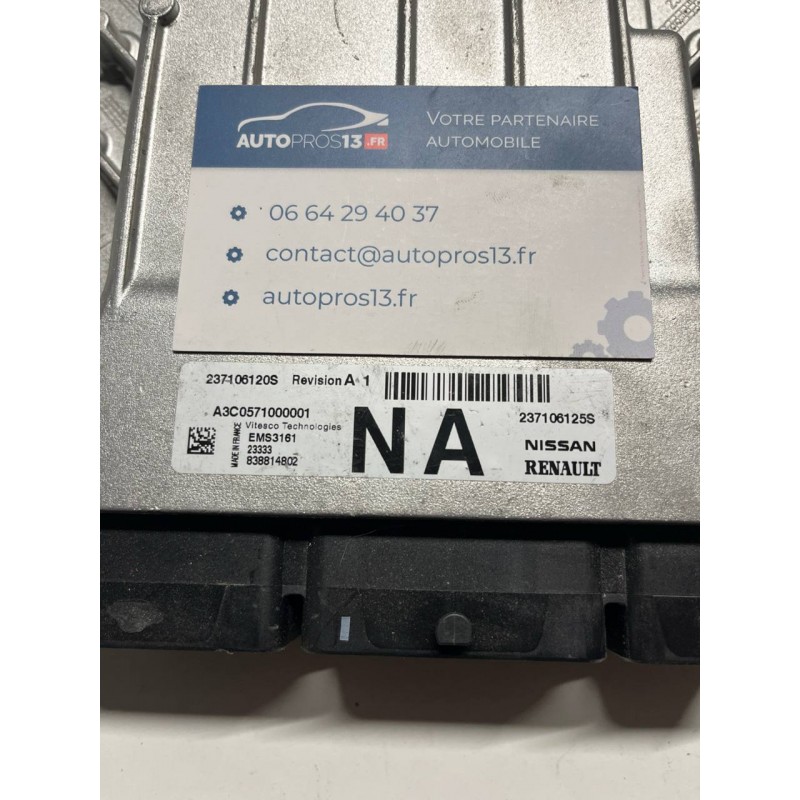 AUTOPROS13.FR
VOTRE PARTENAIRE
AUTOMOBILE
06 64 29 40 37
contact@autopros13.fr
autopros13.fr
237106120S Revision A 1
A3C0571000001
Vitesco Technologies
EMS3161
23333
838814802
MADE IN FRANCE
NA
237106125S
NISSAN
RENAULT